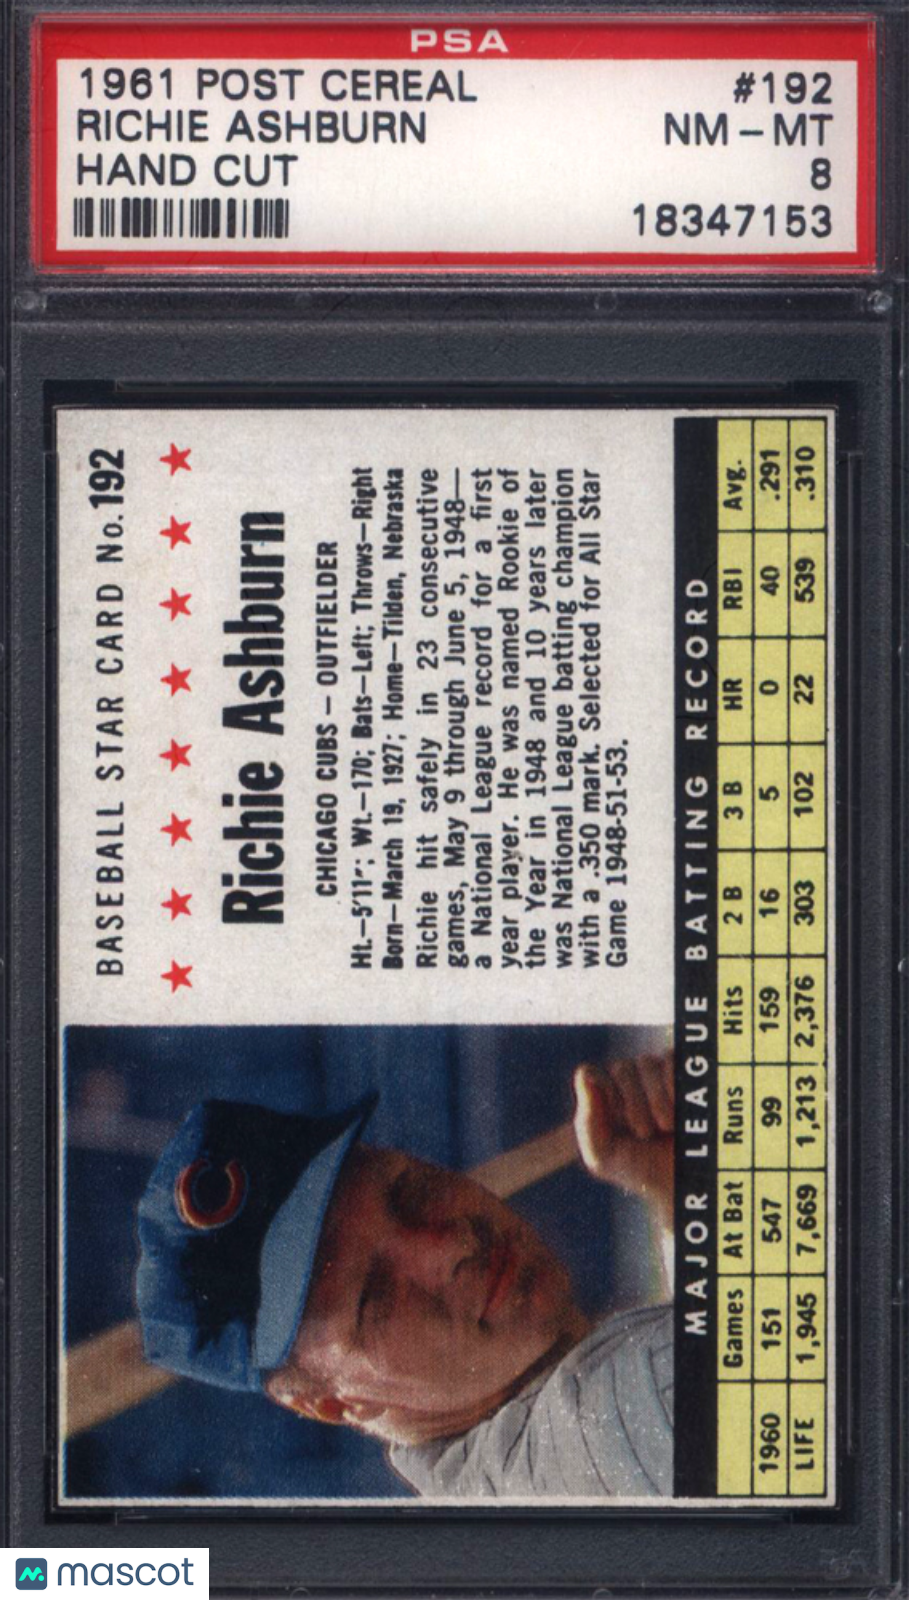 PSA
1961 POST CEREAL #192
RICHIE ASHBURN NM - MT
HAND CUT 8
18347153
BASEBALL STAR CARD No. 192
Richie Ashburn
CHICAGO CUBS – OUTFIELDER
Ht.—5'11"; Wt.—170; Bats—Left; Throws—Right
Born—March 19, 1927; Home—Tilden, Nebraska
Richie hit safely in 23 consecutive
games, May 9 through June 5, 1948—
a National League record for a first
year player. He was named Rookie of
the Year in 1948 and 10 years later
was National League batting champion
with a .350 mark. Selected for All Star
Game 1948-51-53.
C
MAJOR LEAGUE BATTING RECORD
Games At Bat Runs Hits 2 B 3 B HR RBI Avg.
1960 151 547 99 159 16 5 0 40 .291
LIFE 1,945 7,669 1,213 2,376 303 102 22 539 .310
mascot